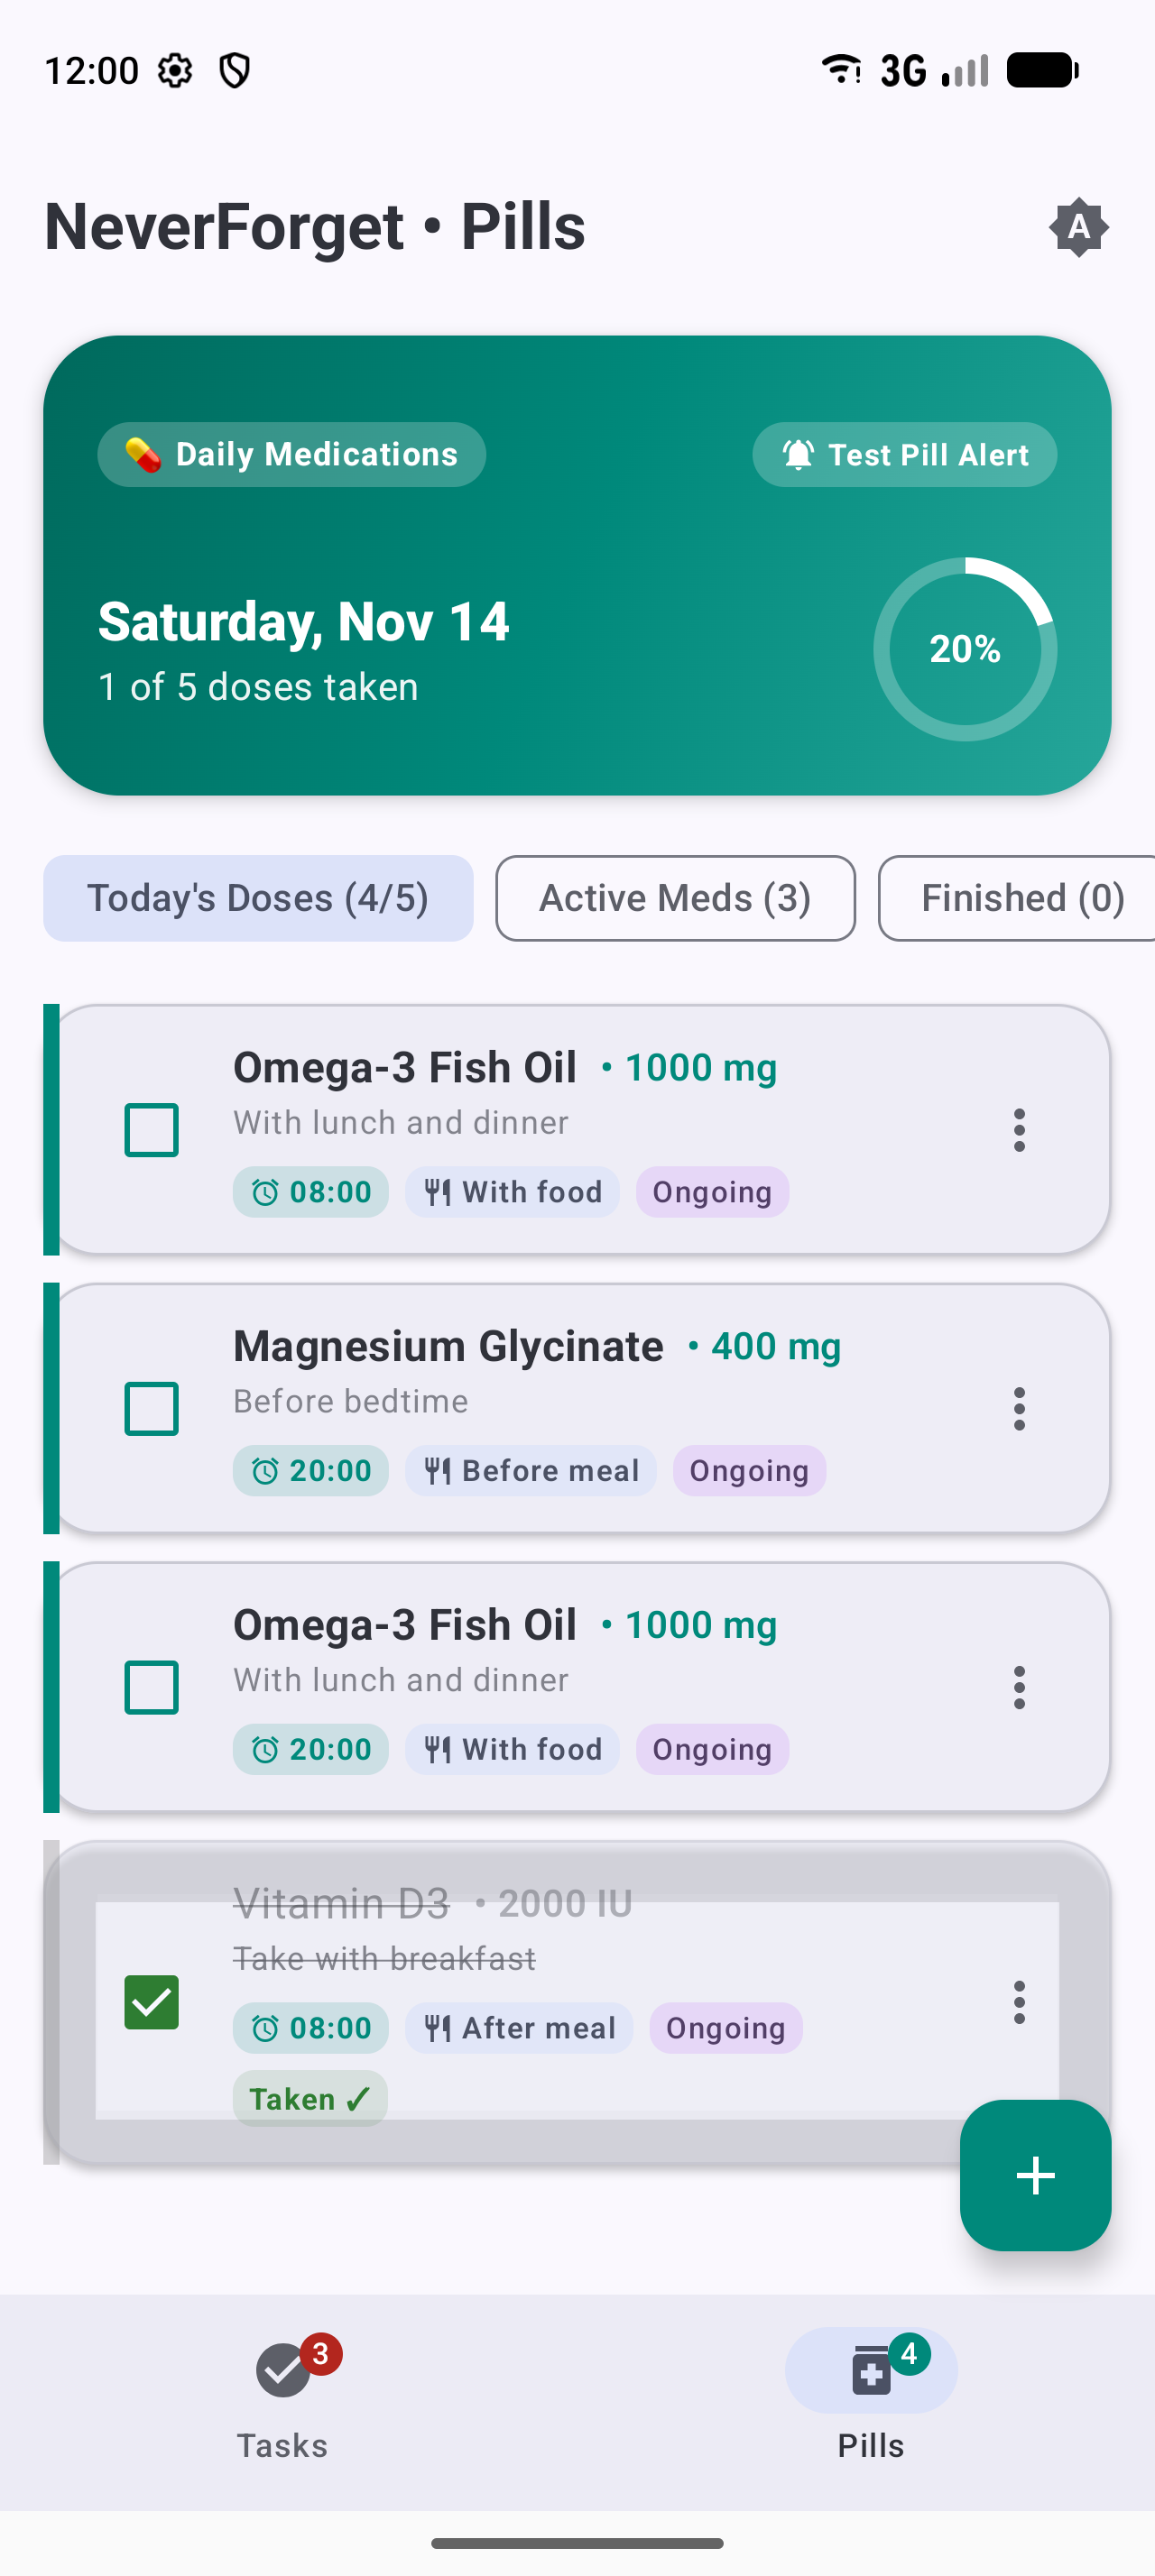 12:00
3G
NeverForget • Pills
A
💊 Daily Medications
Test Pill Alert
Saturday, Nov 14
1 of 5 doses taken
20%
Today's Doses (4/5)
Active Meds (3)
Finished (0)
Omega-3 Fish Oil • 1000 mg
With lunch and dinner
08:00 With food Ongoing
Magnesium Glycinate • 400 mg
Before bedtime
20:00 Before meal Ongoing
Omega-3 Fish Oil • 1000 mg
With lunch and dinner
20:00 With food Ongoing
Vitamin D3 • 2000 IU
Take with breakfast
08:00 After meal Ongoing
Taken ✓
3
4
Tasks
Pills